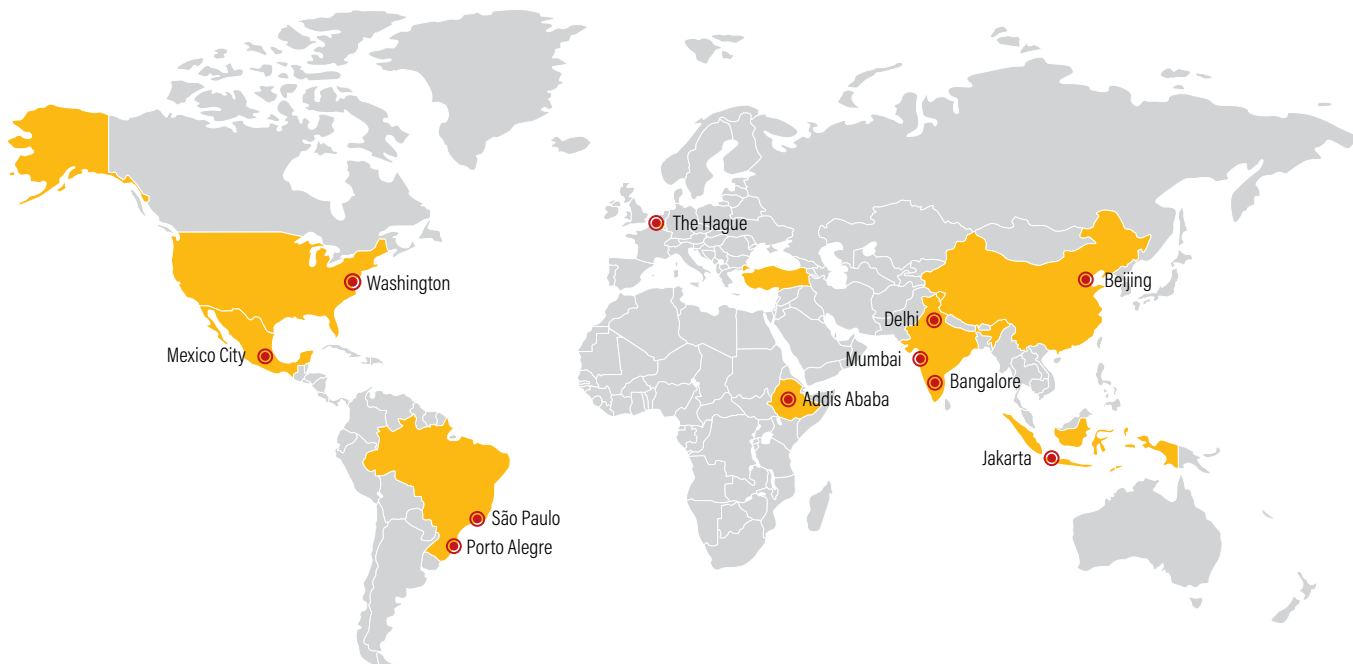 The Hague
Washington
Beijing
Delhi
Mexico City
Mumbai
Bangalore
Addis Ababa
Jakarta
São Paulo
Porto Alegre